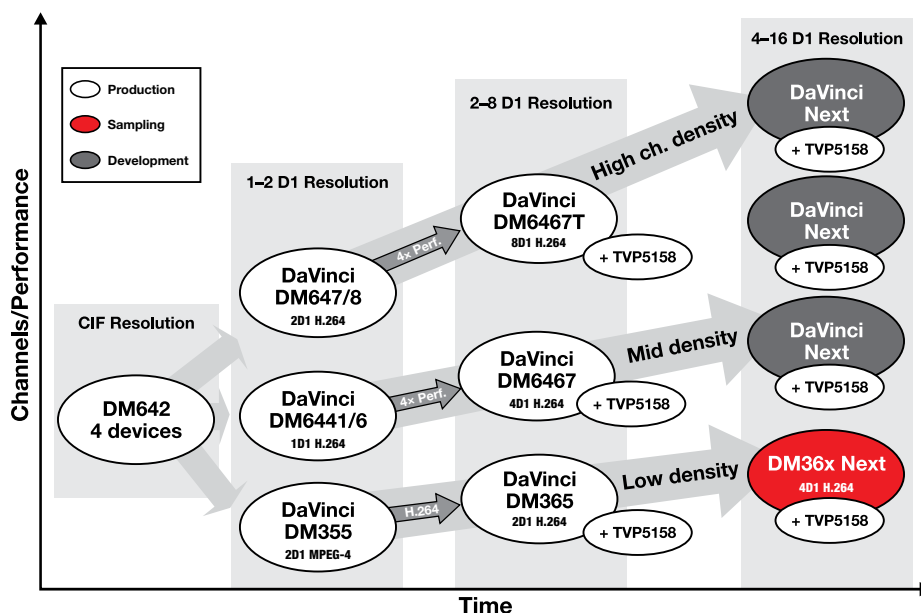 Channels/Performance
Production
Sampling
Development
CIF Resolution
DM642
4 devices
1–2 D1 Resolution
DaVinci
DM647/8
2D1 H.264
DaVinci
DM6441/6
1D1 H.264
DaVinci
DM355
2D1 MPEG-4
4x Perf.
4x Perf.
H.264
2–8 D1 Resolution
DaVinci
DM6467T
8D1 H.264
+ TVP5158
DaVinci
DM6467
4D1 H.264
+ TVP5158
DaVinci
DM365
2D1 H.264
+ TVP5158
High ch. density
Mid density
Low density
4–16 D1 Resolution
DaVinci
Next
+ TVP5158
DaVinci
Next
+ TVP5158
DaVinci
Next
+ TVP5158
DM36x Next
4D1 H.264
+ TVP5158
Time